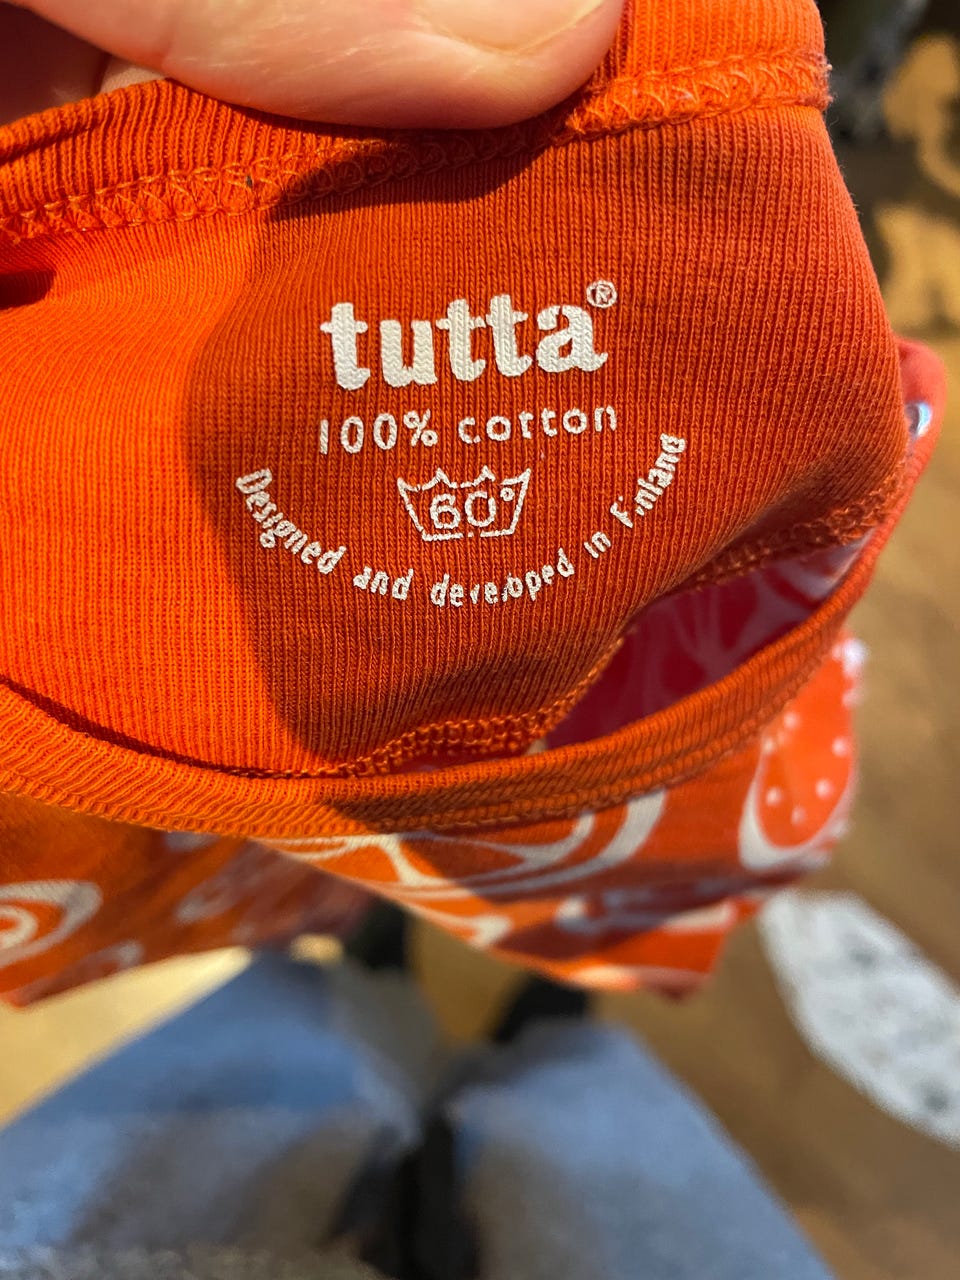 tutta®
100% cotton
60°
Designed and developed in Finland